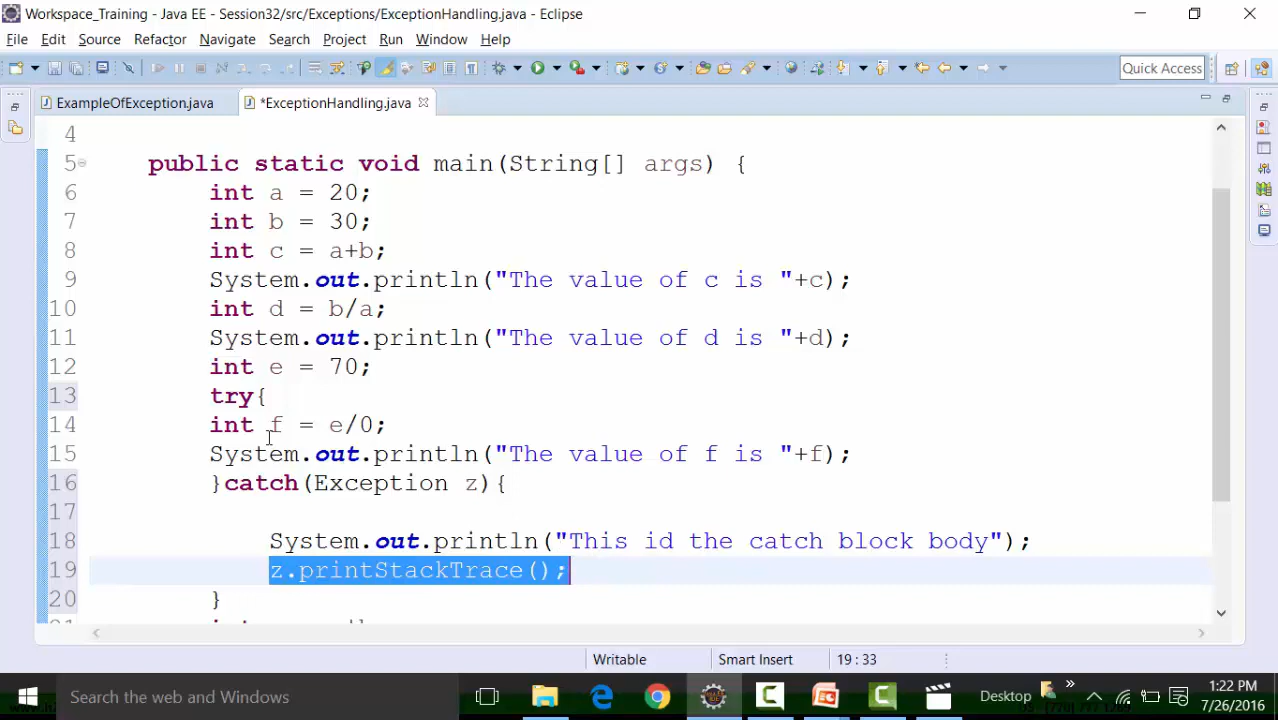 Workspace_Training - Java EE - Session32/src/Exceptions/ExceptionHandling.java - Eclipse
File Edit Source Refactor Navigate Search Project Run Window Help
Quick Access
ExampleOfException.java *ExceptionHandling.java
4
5 public static void main(String[] args) {
6 int a = 20;
7 int b = 30;
8 int c = a+b;
9 System.out.println("The value of c is "+c);
10 int d = b/a;
11 System.out.println("The value of d is "+d);
12 int e = 70;
13 try{
14 int f = e/0;
15 System.out.println("The value of f is "+f);
16 }catch(Exception z){
17
18 System.out.println("This id the catch block body");
19 z.printStackTrace();
20 }
Writable Smart Insert 19 : 33
Search the web and Windows Desktop 1:22 PM
7/26/2016